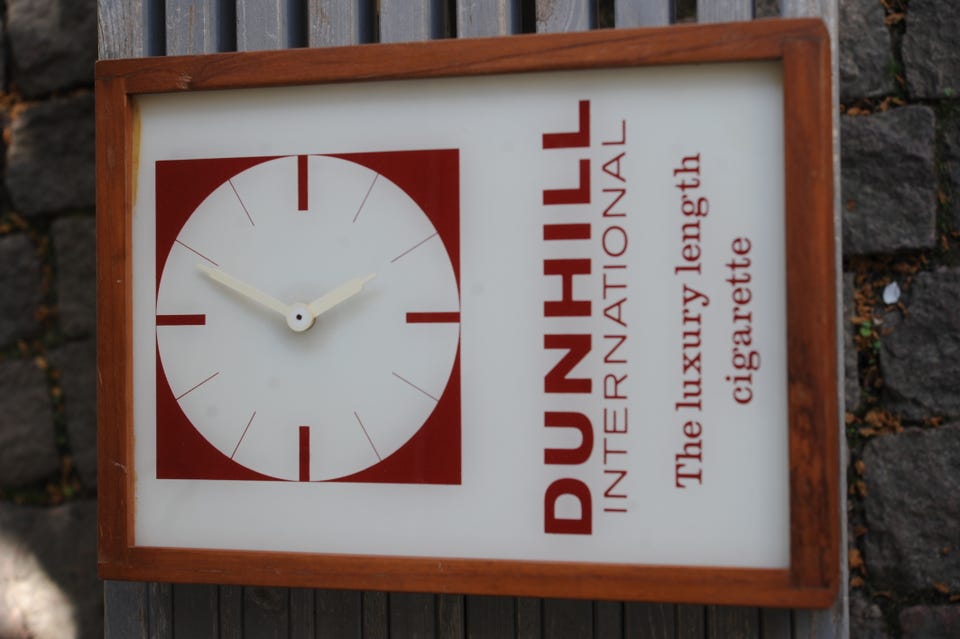 DUNHILL
INTERNATIONAL
The luxury length
cigarette